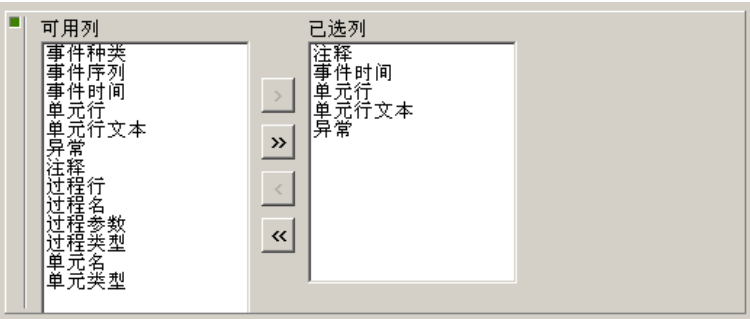 可用列
事件种类
事件序列
事件时间
单元行
单元行文本
异常
注释
过程行
过程名
过程参数
过程类型
单元名
单元类型
>
>>
<
<<
已选列
注释
事件时间
单元行
单元行文本
异常